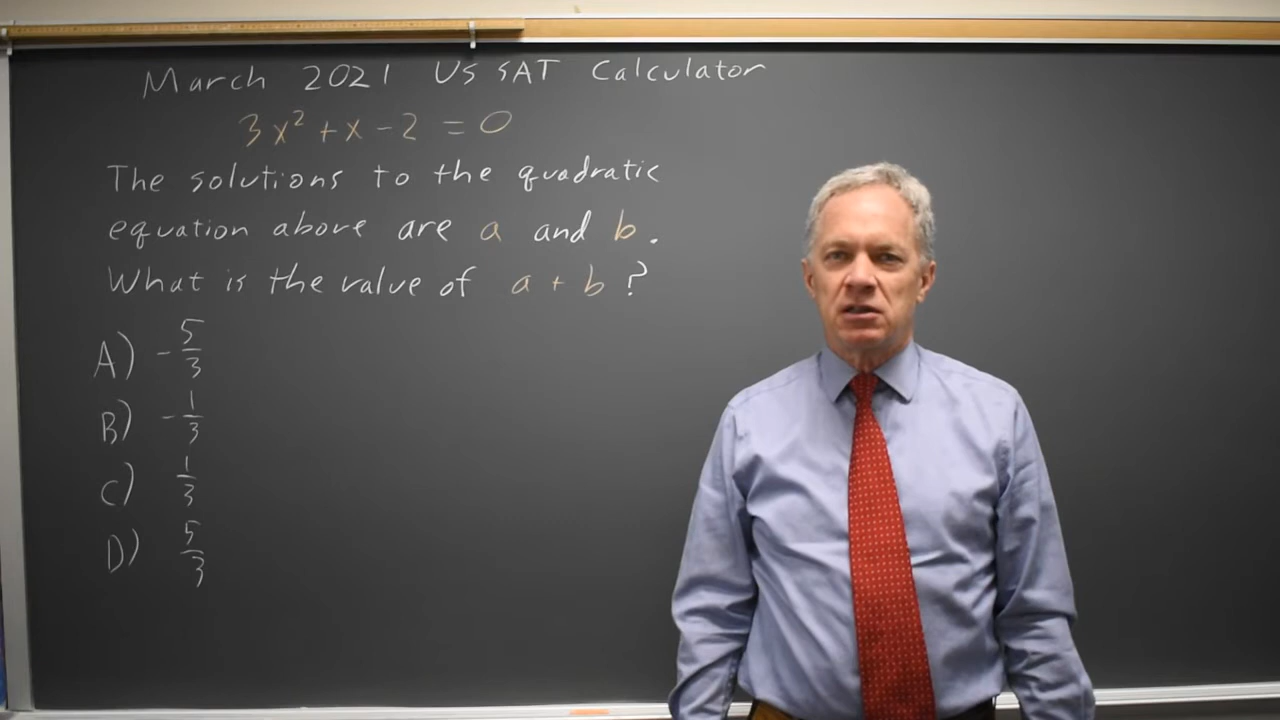 March 2021 US SAT Calculator
3x² + x - 2 = 0
The solutions to the quadratic
equation above are a and b.
What is the value of a + b ?
A) -5/3
B) -1/3
C) 1/3
D) 5/3